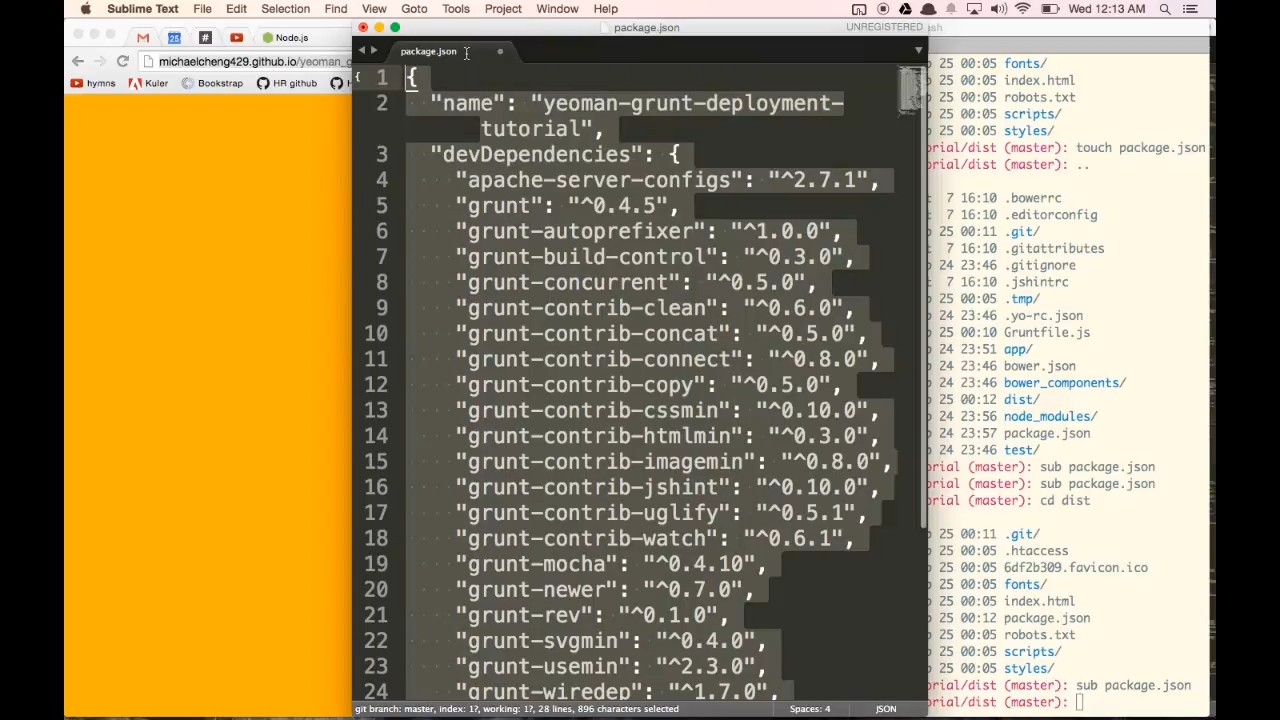 Sublime Text File Edit Selection Find View Goto Tools Project Window Help
Wed 12:13 AM
package.json
UNREGISTERED
Node.js
michaelcheng429.github.io/yeoman_g
hymns Kuler Bootstrap HR github
package.json
1 {
2 "name": "yeoman-grunt-deployment-
tutorial",
3 "devDependencies": {
4 "apache-server-configs": "^2.7.1",
5 "grunt": "^0.4.5",
6 "grunt-autoprefixer": "^1.0.0",
7 "grunt-build-control": "^0.3.0",
8 "grunt-concurrent": "^0.5.0",
9 "grunt-contrib-clean": "^0.6.0",
10 "grunt-contrib-concat": "^0.5.0",
11 "grunt-contrib-connect": "^0.8.0",
12 "grunt-contrib-copy": "^0.5.0",
13 "grunt-contrib-cssmin": "^0.10.0",
14 "grunt-contrib-htmlmin": "^0.3.0",
15 "grunt-contrib-imagemin": "^0.8.0",
16 "grunt-contrib-jshint": "^0.10.0",
17 "grunt-contrib-uglify": "^0.5.1",
18 "grunt-contrib-watch": "^0.6.1",
19 "grunt-mocha": "^0.4.10",
20 "grunt-newer": "^0.7.0",
21 "grunt-rev": "^0.1.0",
22 "grunt-svgmin": "^0.4.0",
23 "grunt-usemin": "^2.3.0",
24 "grunt-wiredep": "^1.7.0",
git branch: master, index: 1?, working: 1?, 28 lines, 896 characters selected
Spaces: 4
JSON
25 00:05 fonts/
25 00:05 index.html
25 00:05 robots.txt
25 00:05 scripts/
25 00:05 styles/
orial/dist (master): touch package.json
orial/dist (master): ..
7 16:10 .bowerrc
7 16:10 .editorconfig
25 00:11 .git/
7 16:10 .gitattributes
24 23:46 .gitignore
7 16:10 .jshintrc
25 00:05 .tmp/
24 23:46 .yo-rc.json
25 00:10 Gruntfile.js
24 23:51 app/
24 23:46 bower.json
24 23:46 bower_components/
25 00:12 dist/
24 23:56 node_modules/
24 23:57 package.json
24 23:46 test/
orial (master): sub package.json
orial (master): sub package.json
orial (master): cd dist
25 00:11 .git/
25 00:05 .htaccess
25 00:05 6df2b309.favicon.ico
25 00:05 fonts/
25 00:05 index.html
25 00:12 package.json
25 00:05 robots.txt
25 00:05 scripts/
25 00:05 styles/
orial/dist (master): sub package.json
orial/dist (master):